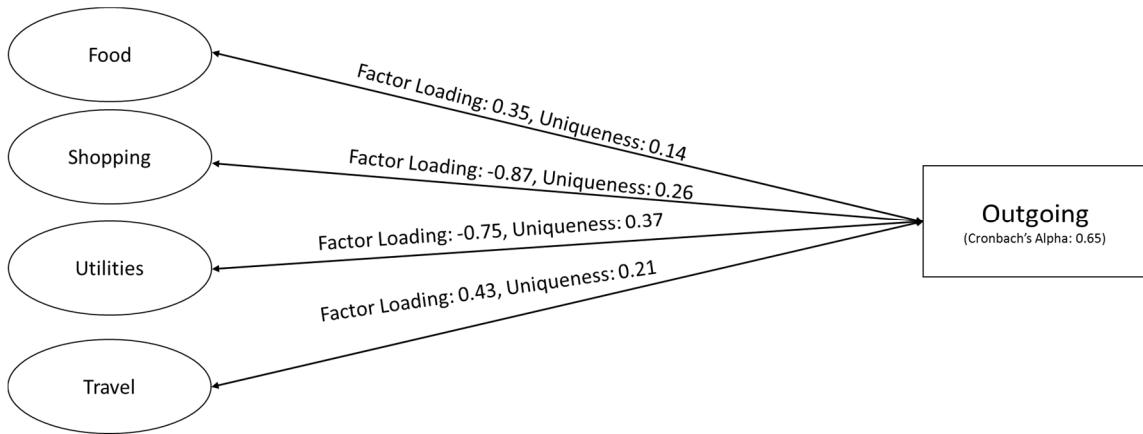 Food
Factor Loading: 0.35, Uniqueness: 0.14
Shopping
Factor Loading: -0.87, Uniqueness: 0.26
Outgoing
(Cronbach's Alpha: 0.65)
Factor Loading: -0.75, Uniqueness: 0.37
Utilities
Factor Loading: 0.43, Uniqueness: 0.21
Travel